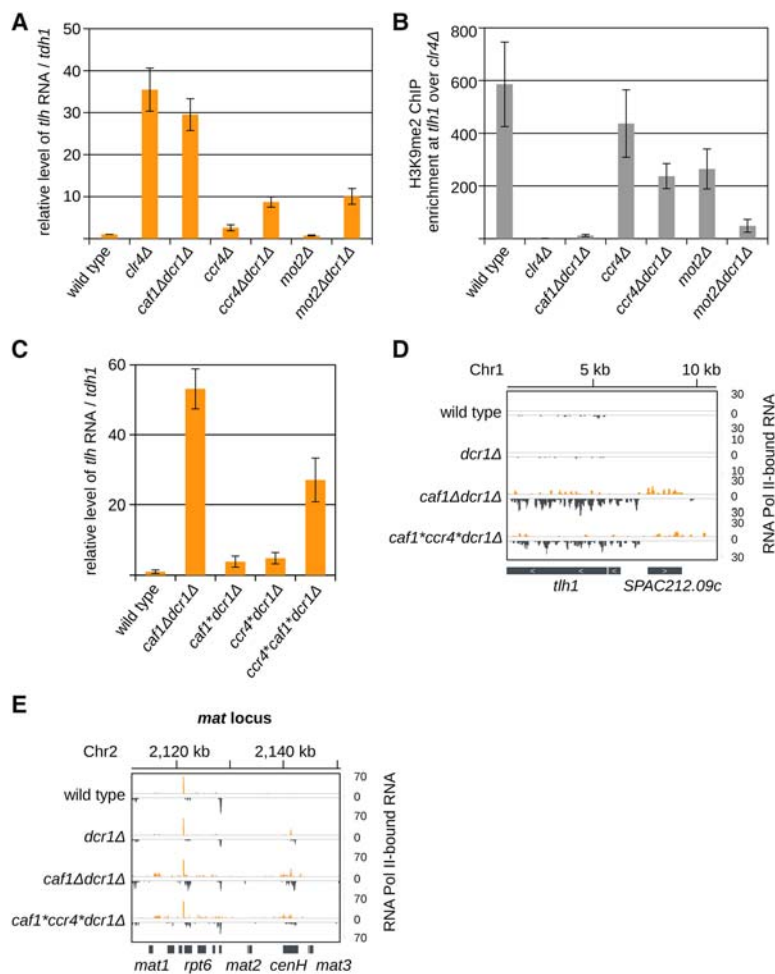 A
relative level of tlh RNA / tdh1
50
40
30
20
10
wild type
clr4Δ
caf1Δdcr1Δ
ccr4Δ
ccr4Δdcr1Δ
mot2Δ
mot2Δdcr1Δ
B
H3K9me2 ChIP
enrichment at tlh1 over clr4Δ
800
600
400
200
wild type
clr4Δ
caf1Δdcr1Δ
ccr4Δ
ccr4Δdcr1Δ
mot2Δ
mot2Δdcr1Δ
C
relative level of tlh RNA / tdh1
60
40
20
wild type
caf1Δdcr1Δ
caf1*dcr1Δ
ccr4*dcr1Δ
ccr4*caf1*dcr1Δ
D
Chr1 5 kb 10 kb
30
wild type 0
30
10
dcr1Δ 0
10
30
caf1Δdcr1Δ 0
30
30
caf1*ccr4*dcr1Δ 0
30
RNA Pol II-bound RNA
< < < >
tlh1 SPAC212.09c
E
mat locus
Chr2 2,120 kb 2,140 kb
70
wild type 0
70
dcr1Δ 0
70
caf1Δdcr1Δ 0
70
caf1*ccr4*dcr1Δ 0
70
RNA Pol II-bound RNA
mat1 rpt6 mat2 cenH mat3